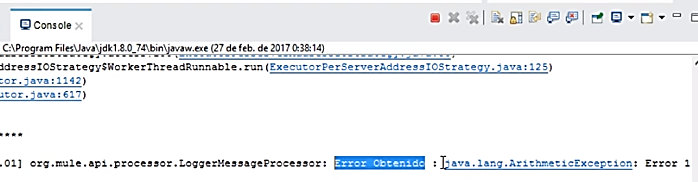 Console
C:\Program Files\Java\jdk1.8.0_74\bin\javaw.exe (27 de feb. de 2017 0:38:14)
ddressIOStrategy$WorkerThreadRunnable.run(ExecutorPerServerAddressIOStrategy.java:125)
tor.java:1142)
utor.java:617)
****
.01] org.mule.api.processor.LoggerMessageProcessor: Error Obtenido : java.lang.ArithmeticException: Error 1